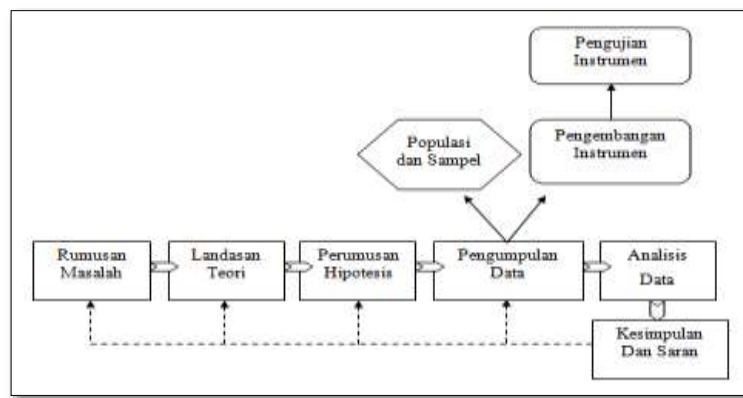 Pengujian
Instrumen
Populasi
dan Sampel
Pengembangan
Instrumen
Rumusan
Masalah
Landasan
Teori
Perumusan
Hipotesis
Pengumpulan
Data
Analisis
Data
Kesimpulan
Dan Saran